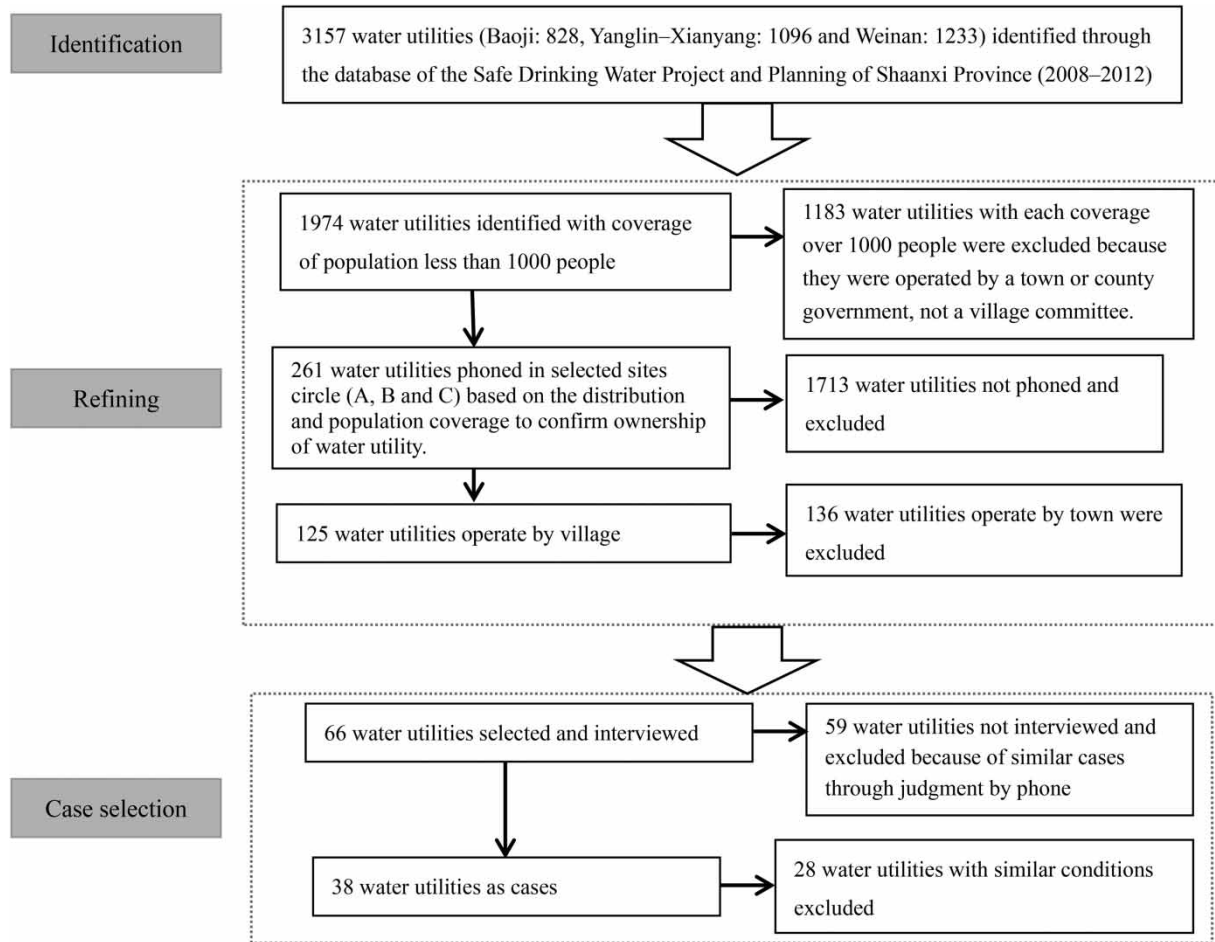 Identification
3157 water utilities (Baoji: 828, Yanglin–Xianyang: 1096 and Weinan: 1233) identified through
the database of the Safe Drinking Water Project and Planning of Shaanxi Province (2008–2012)
1974 water utilities identified with coverage
of population less than 1000 people
1183 water utilities with each coverage
over 1000 people were excluded because
they were operated by a town or county
government, not a village committee.
Refining
261 water utilities phoned in selected sites
circle (A, B and C) based on the distribution
and population coverage to confirm ownership
of water utility.
1713 water utilities not phoned and
excluded
125 water utilities operate by village
136 water utilities operate by town were
excluded
Case selection
66 water utilities selected and interviewed
59 water utilities not interviewed and
excluded because of similar cases
through judgment by phone
38 water utilities as cases
28 water utilities with similar conditions
excluded